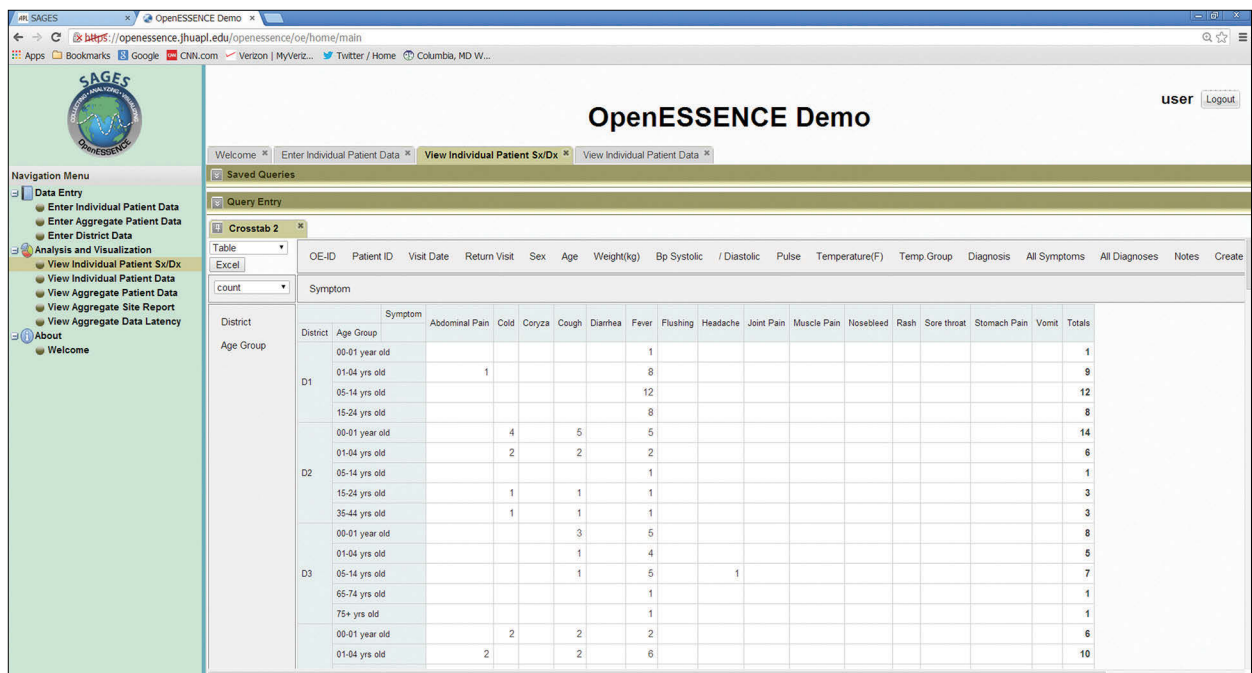 SAGES
OpenESSENCE Demo
https://openessence.jhuapl.edu/openessence/oe/home/main
Apps Bookmarks Google CNN.com Verizon | MyVeriz... Twitter / Home Columbia, MD W...
SAGES
COLLECTING • ANALYZING • VISUALIZING
OpenESSENCE
OpenESSENCE Demo
user Logout
Welcome Enter Individual Patient Data View Individual Patient Sx/Dx View Individual Patient Data
Navigation Menu
Data Entry
Enter Individual Patient Data
Enter Aggregate Patient Data
Enter District Data
Analysis and Visualization
View Individual Patient Sx/Dx
View Individual Patient Data
View Aggregate Patient Data
View Aggregate Site Report
View Aggregate Data Latency
About
Welcome
Saved Queries
Query Entry
Crosstab 2
Table
Excel
OE-ID Patient ID Visit Date Return Visit Sex Age Weight(kg) Bp Systolic / Diastolic Pulse Temperature(F) Temp.Group Diagnosis All Symptoms All Diagnoses Notes Create
count
Symptom
District
Age Group
Symptom Abdominal Pain Cold Coryza Cough Diarrhea Fever Flushing Headache Joint Pain Muscle Pain Nosebleed Rash Sore throat Stomach Pain Vomit Totals
District Age Group
D1
00-01 year old 1 1
01-04 yrs old 1 8 9
05-14 yrs old 12 12
15-24 yrs old 8 8
D2
00-01 year old 4 5 5 14
01-04 yrs old 2 2 2 6
05-14 yrs old 1 1
15-24 yrs old 1 1 1 3
35-44 yrs old 1 1 1 3
D3
00-01 year old 3 5 8
01-04 yrs old 1 4 5
05-14 yrs old 1 5 1 7
65-74 yrs old 1 1
75+ yrs old 1 1
00-01 year old 2 2 2 6
01-04 yrs old 2 2 6 10